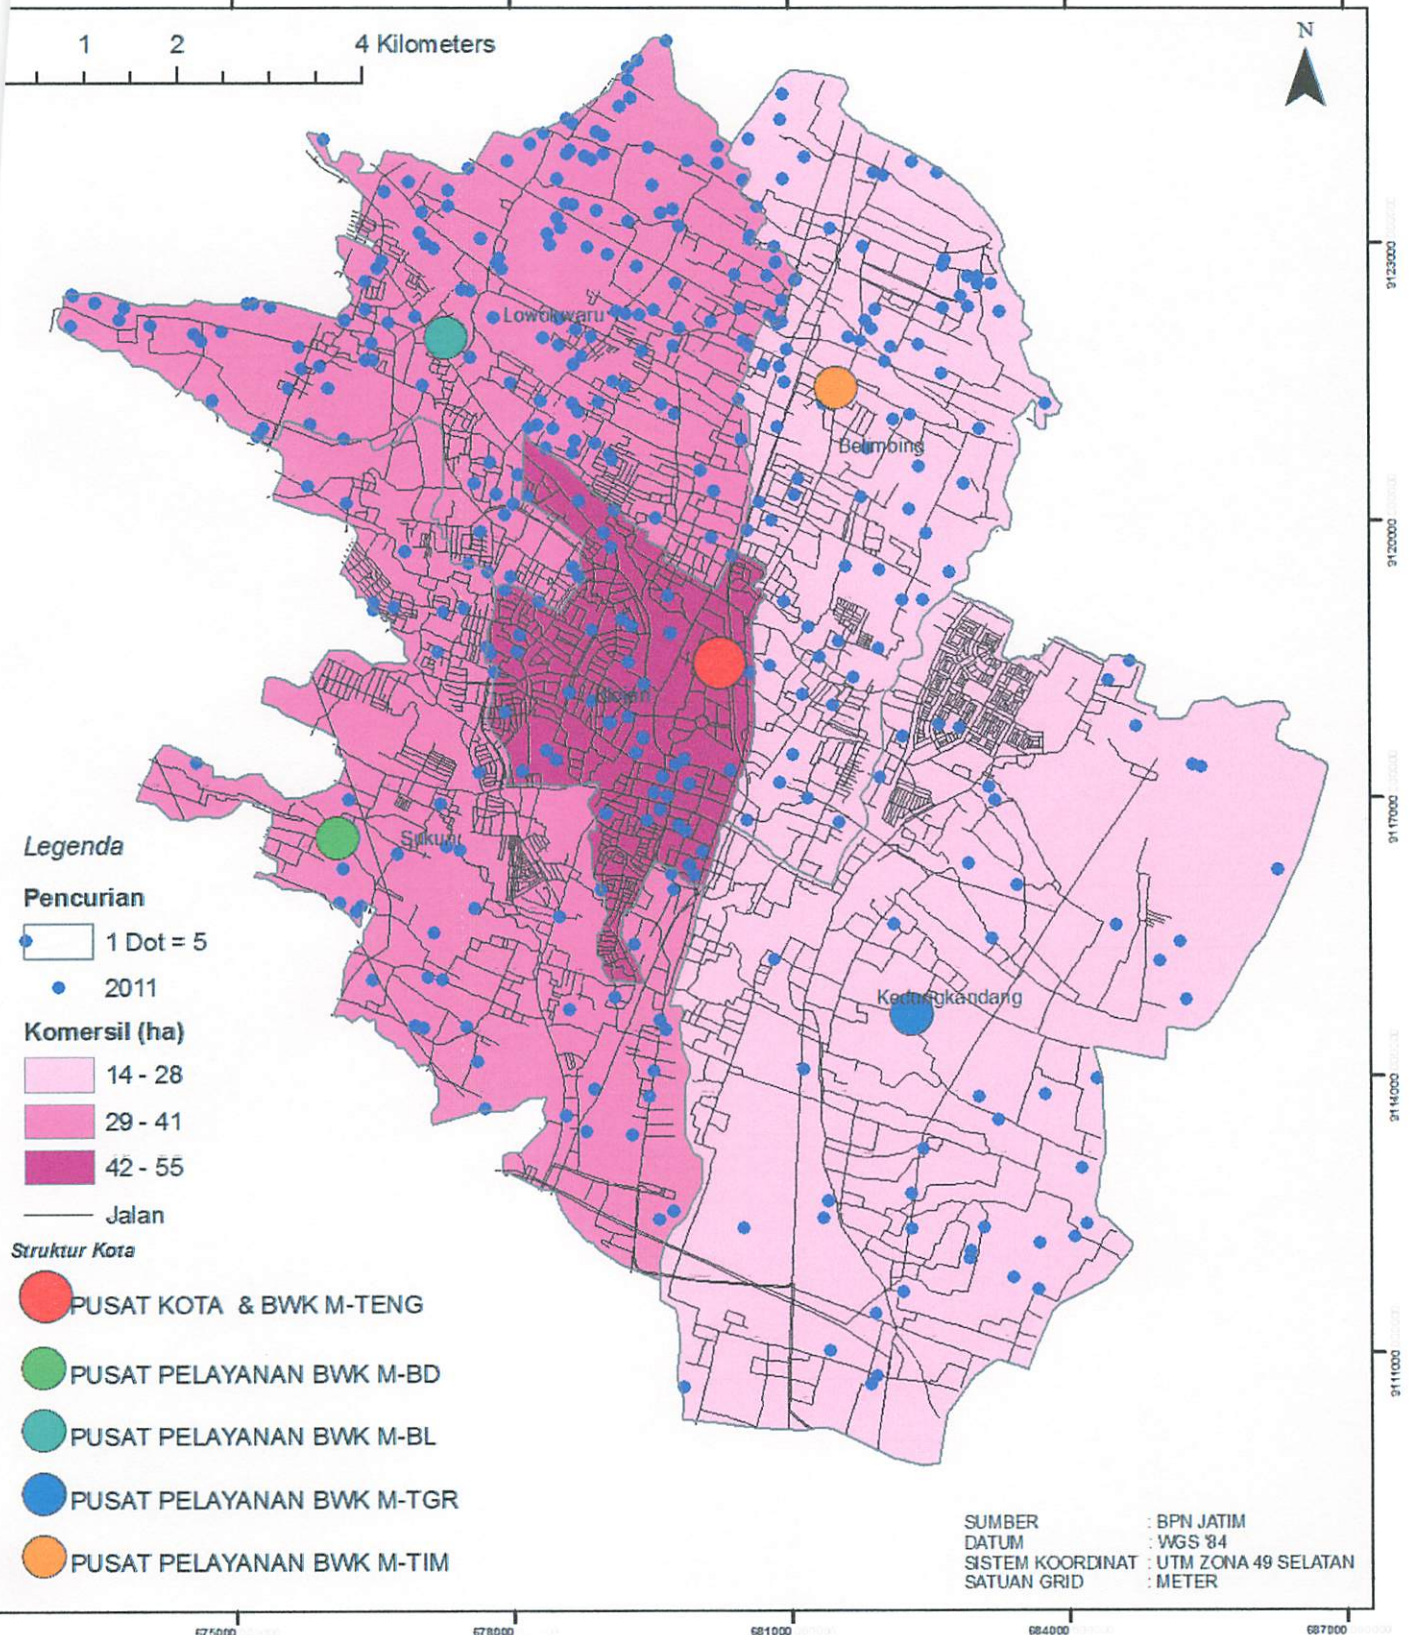 N
1 2 4 Kilometers
9123000
Lowokwaru
Belimbing
9120000
Klojen
9117000
Sukun
Legenda
Pencurian
1 Dot = 5
2011
Kedungkandang
Komersil (ha)
14 - 28
9114000
29 - 41
42 - 55
Jalan
Struktur Kota
PUSAT KOTA & BWK M-TENG
9111000
PUSAT PELAYANAN BWK M-BD
PUSAT PELAYANAN BWK M-BL
PUSAT PELAYANAN BWK M-TGR
PUSAT PELAYANAN BWK M-TIM
SUMBER : BPN JATIM
DATUM : WGS '84
SISTEM KOORDINAT : UTM ZONA 49 SELATAN
SATUAN GRID : METER
675000 678000 681000 684000 687000